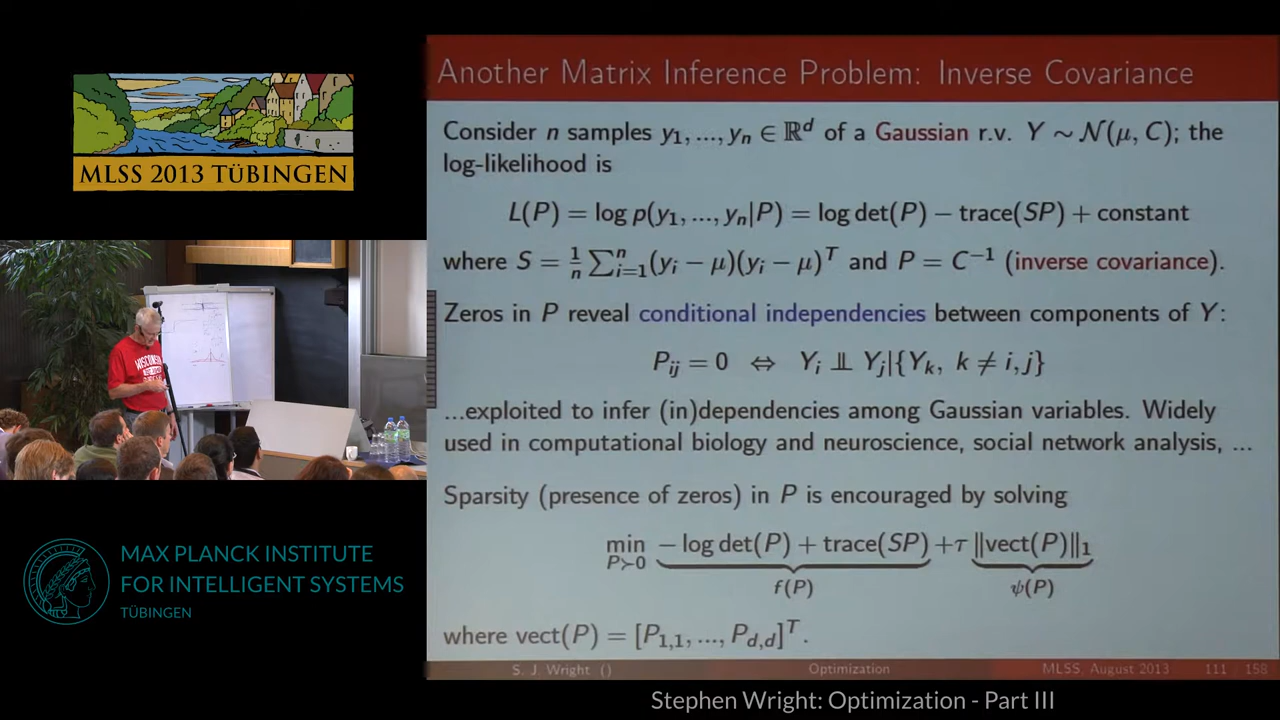 MLSS 2013 TÜBINGEN
WISCONSIN
MAX PLANCK INSTITUTE
FOR INTELLIGENT SYSTEMS
TÜBINGEN
Another Matrix Inference Problem: Inverse Covariance
Consider n samples y₁, ..., yₙ ∈ ℝᵈ of a Gaussian r.v. Y ∼ 𝒩(μ, C); the
log-likelihood is
L(P) = log p(y₁, ..., yₙ|P) = log det(P) − trace(SP) + constant
where S = 1/n ∑ⁿᵢ₌₁(yᵢ − μ)(yᵢ − μ)ᵀ and P = C⁻¹ (inverse covariance).
Zeros in P reveal conditional independencies between components of Y:
Pᵢⱼ = 0 ⇔ Yᵢ ⫫ Yⱼ|{Yₖ, k ≠ i, j}
...exploited to infer (in)dependencies among Gaussian variables. Widely
used in computational biology and neuroscience, social network analysis, ...
Sparsity (presence of zeros) in P is encouraged by solving
min P≻0 − log det(P) + trace(SP) +τ ‖vect(P)‖₁
f(P) ψ(P)
where vect(P) = [P₁,₁, ..., P_d,d]ᵀ.
S. J. Wright () Optimization MLSS, August 2013 111 / 158
Stephen Wright: Optimization - Part III